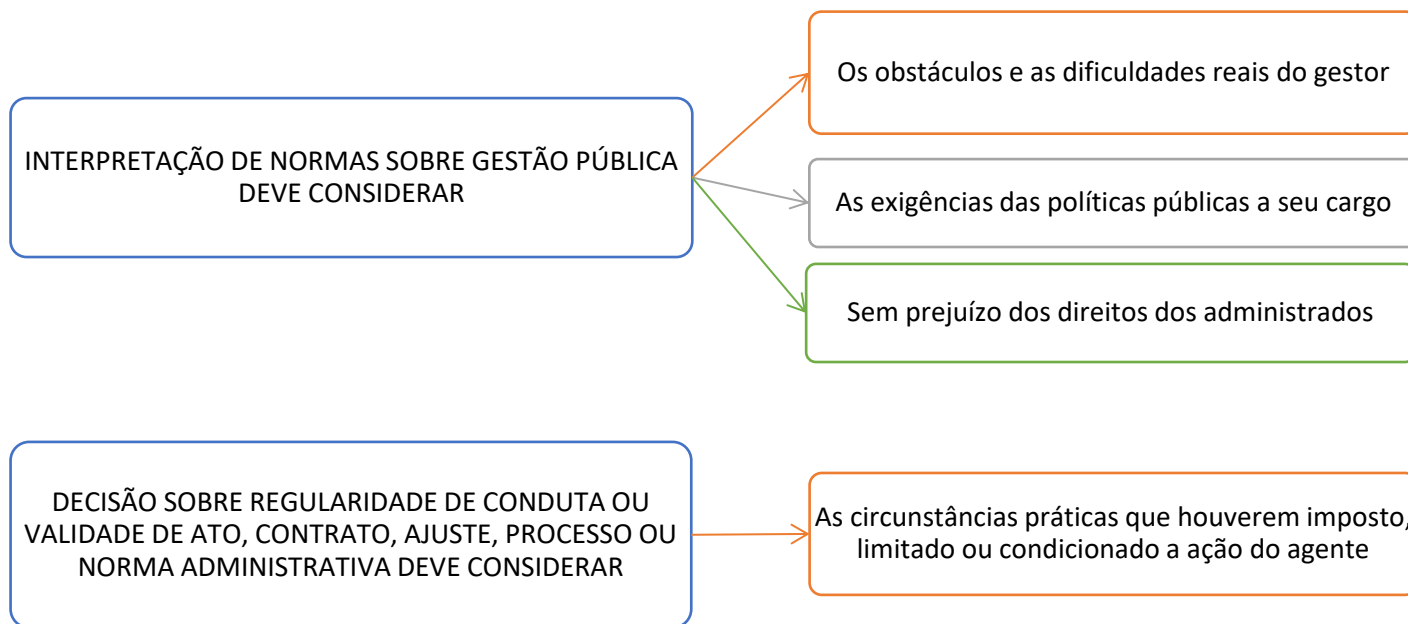 Os obstáculos e as dificuldades reais do gestor
INTERPRETAÇÃO DE NORMAS SOBRE GESTÃO PÚBLICA
DEVE CONSIDERAR
As exigências das políticas públicas a seu cargo
Sem prejuízo dos direitos dos administrados
DECISÃO SOBRE REGULARIDADE DE CONDUTA OU
VALIDADE DE ATO, CONTRATO, AJUSTE, PROCESSO OU
NORMA ADMINISTRATIVA DEVE CONSIDERAR
As circunstâncias práticas que houverem imposto,
limitado ou condicionado a ação do agente